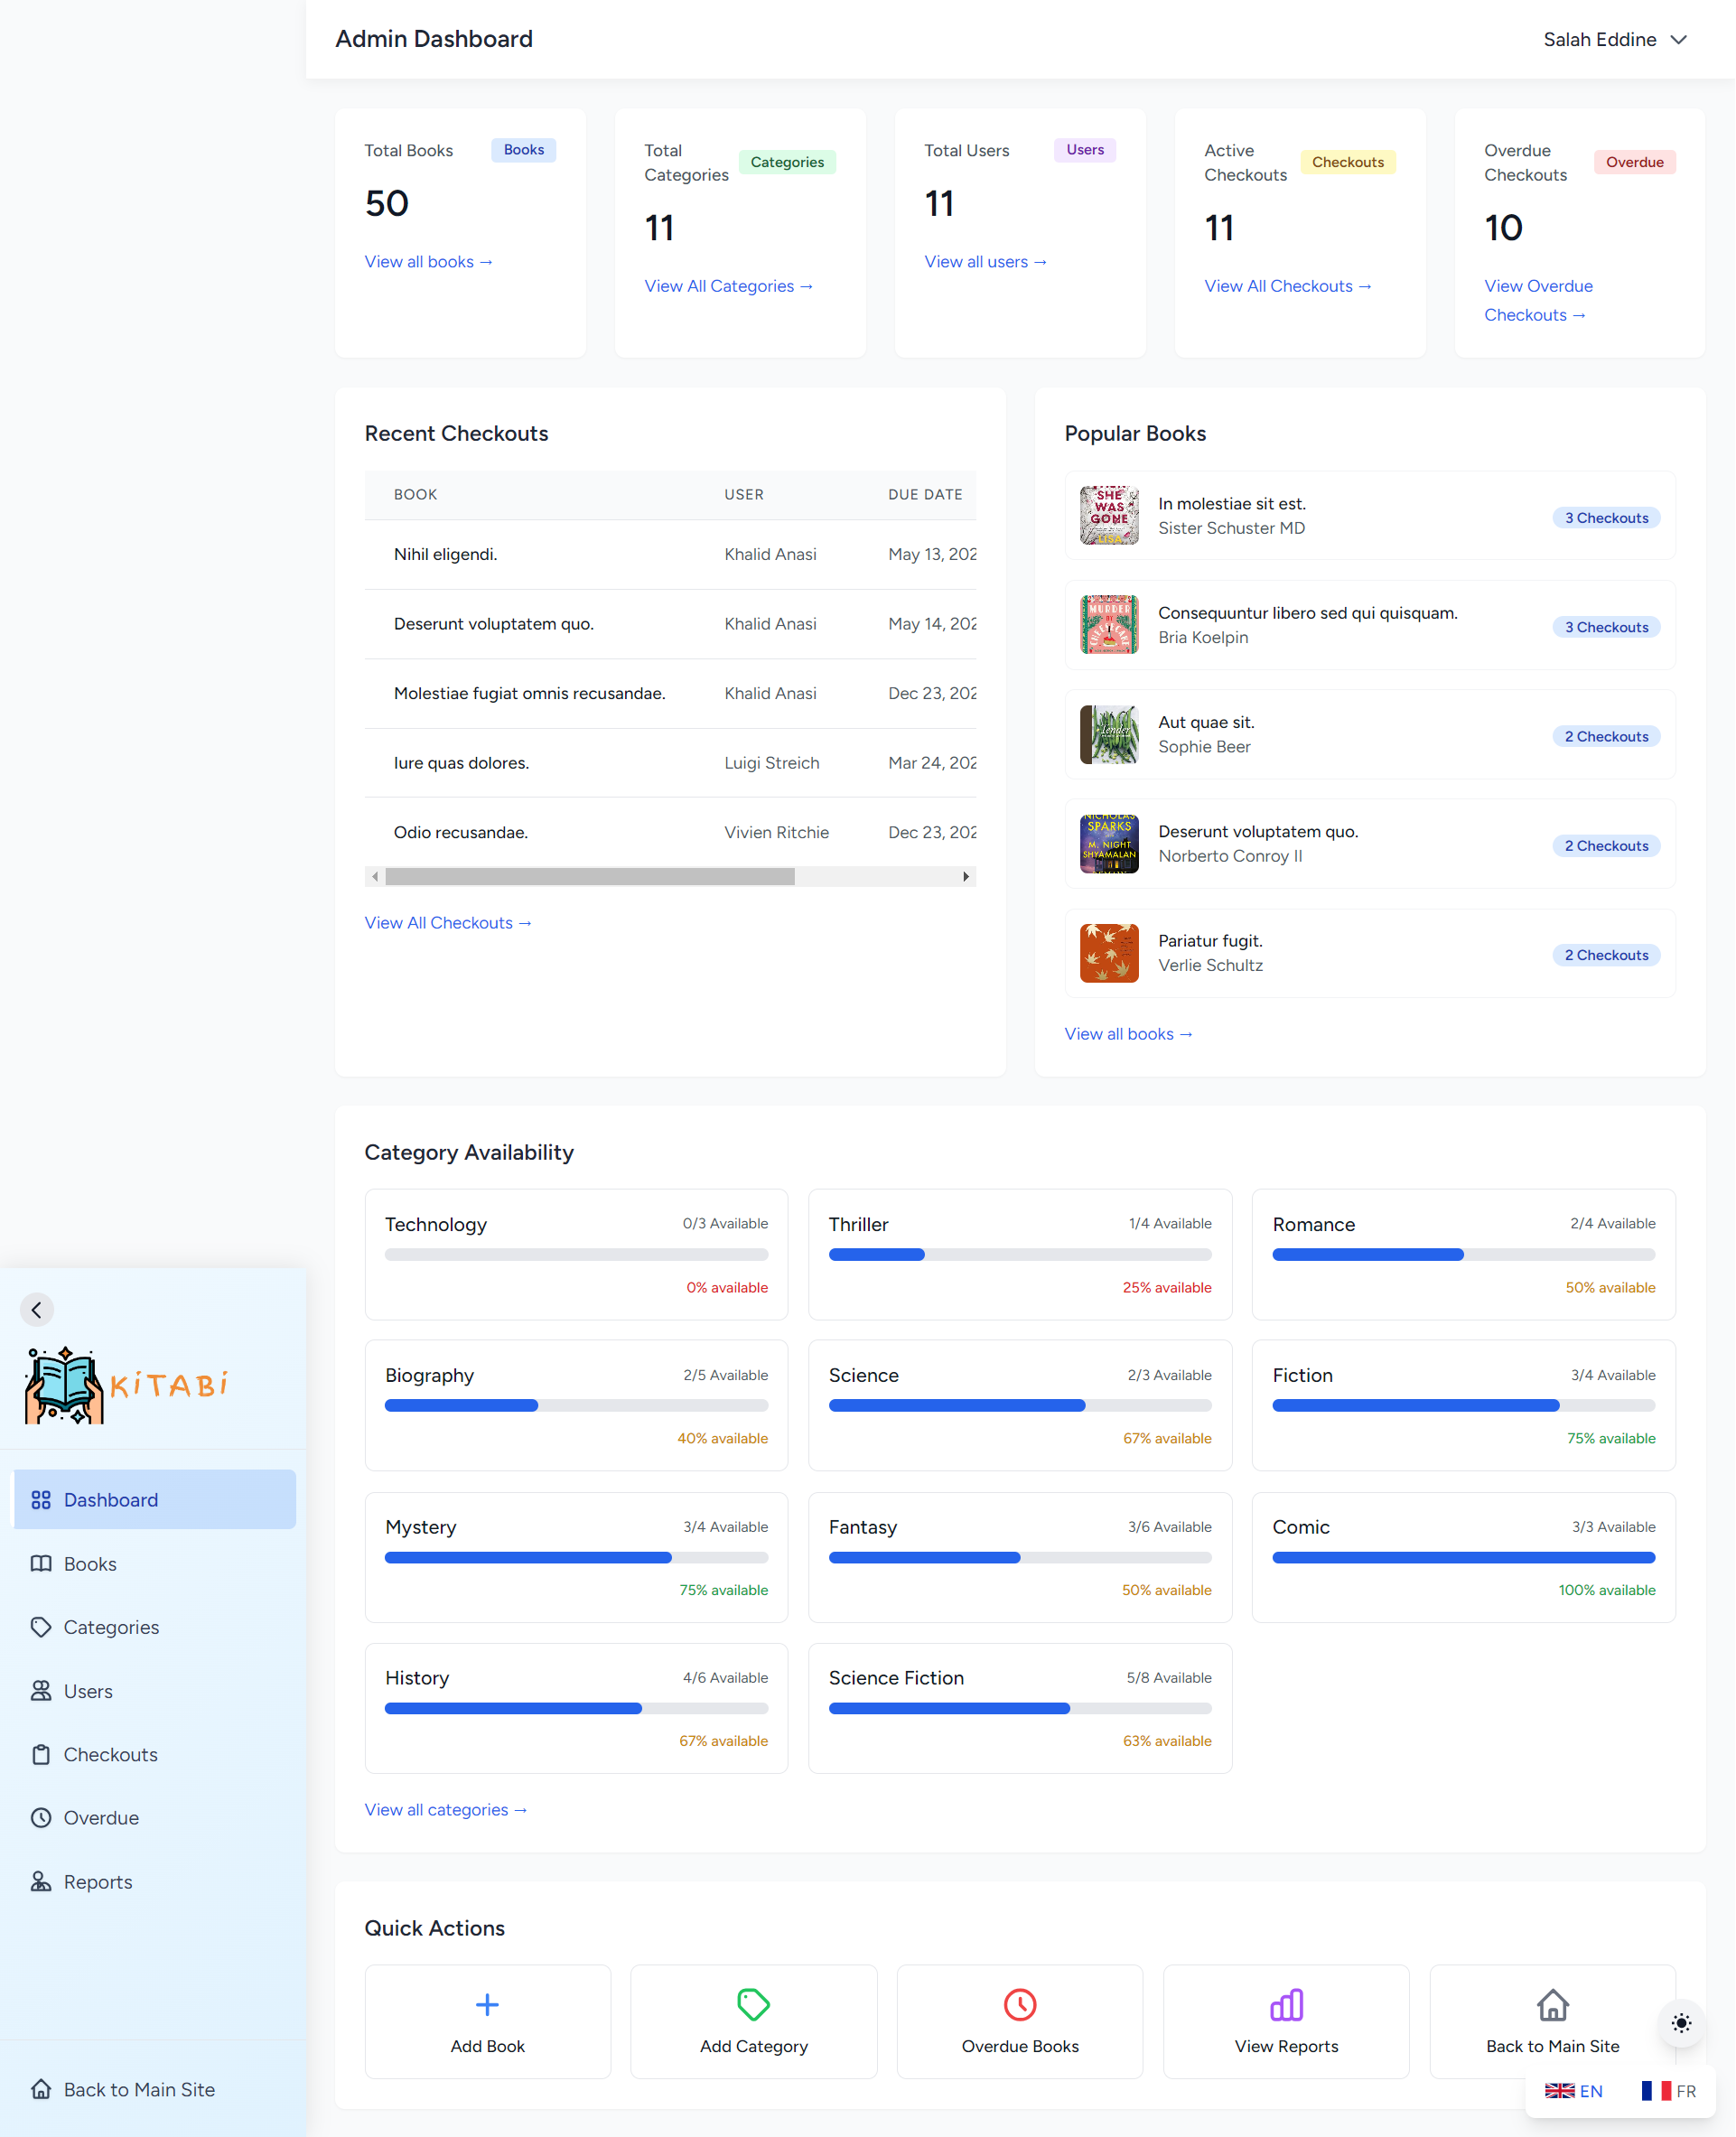 Admin Dashboard
Salah Eddine
Total Books
Books
50
View all books →
Total
Categories
Categories
11
View All Categories →
Total Users
Users
11
View all users →
Active
Checkouts
Checkouts
11
View All Checkouts →
Overdue
Checkouts
Overdue
10
View Overdue
Checkouts →
Recent Checkouts
BOOK USER DUE DATE
Nihil eligendi. Khalid Anasi May 13, 202
Deserunt voluptatem quo. Khalid Anasi May 14, 202
Molestiae fugiat omnis recusandae. Khalid Anasi Dec 23, 202
Iure quas dolores. Luigi Streich Mar 24, 202
Odio recusandae. Vivien Ritchie Dec 23, 202
View All Checkouts →
Popular Books
SHE
WAS
GONE
LISA
In molestiae sit est.
Sister Schuster MD
3 Checkouts
MURDER
BY
Consequuntur libero sed qui quisquam.
Bria Koelpin
3 Checkouts
tender
Aut quae sit.
Sophie Beer
2 Checkouts
NICHOLAS
SPARKS
M. NIGHT
SHYAMALAN
Deserunt voluptatem quo.
Norberto Conroy II
2 Checkouts
Pariatur fugit.
Verlie Schultz
2 Checkouts
View all books →
Category Availability
Technology 0/3 Available
0% available
Thriller 1/4 Available
25% available
Romance 2/4 Available
50% available
Biography 2/5 Available
40% available
Science 2/3 Available
67% available
Fiction 3/4 Available
75% available
Mystery 3/4 Available
75% available
Fantasy 3/6 Available
50% available
Comic 3/3 Available
100% available
History 4/6 Available
67% available
Science Fiction 5/8 Available
63% available
View all categories →
Quick Actions
Add Book
Add Category
Overdue Books
View Reports
Back to Main Site
KiTABi
Dashboard
Books
Categories
Users
Checkouts
Overdue
Reports
Back to Main Site
EN
FR